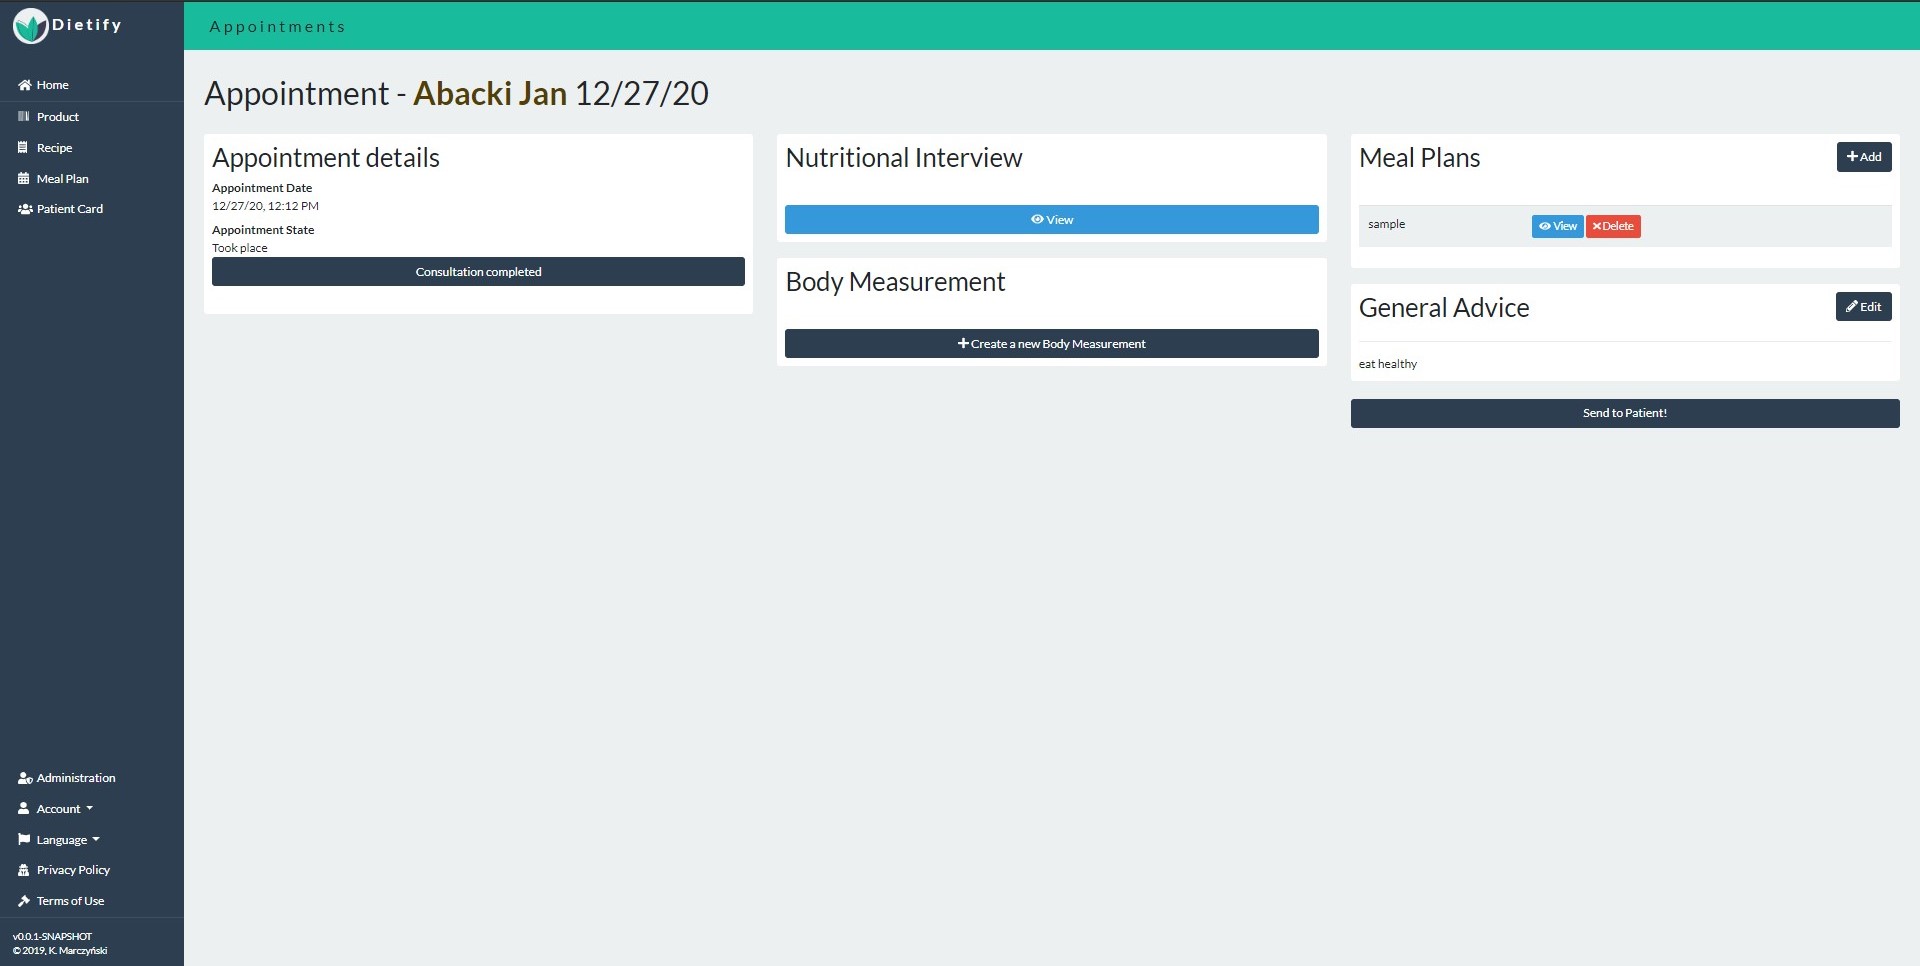 Dietify
Appointments
Home
Product
Recipe
Meal Plan
Patient Card
Administration
Account
Language
Privacy Policy
Terms of Use
v0.0.1-SNAPSHOT
© 2019, K. Marczyński
Appointment - Abacki Jan 12/27/20
Appointment details
Appointment Date
12/27/20, 12:12 PM
Appointment State
Took place
Consultation completed
Nutritional Interview
View
Body Measurement
Create a new Body Measurement
Meal Plans
Add
sample View Delete
General Advice
Edit
eat healthy
Send to Patient!